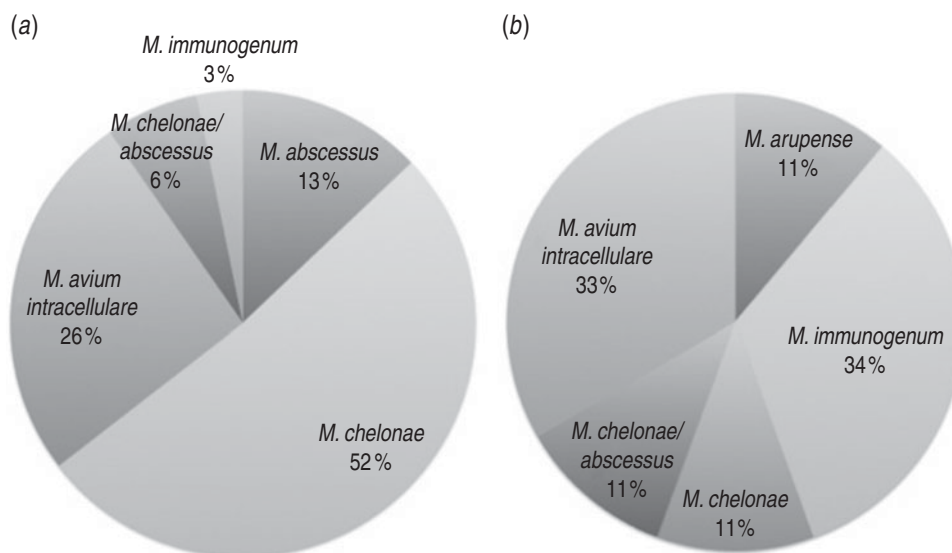 (a)
M. immunogenum
3%
M. chelonae/
abscessus
6%
M. abscessus
13%
M. avium
intracellulare
26%
M. chelonae
52%
(b)
M. arupense
11%
M. avium
intracellulare
33%
M. immunogenum
34%
M. chelonae/
abscessus
11%
M. chelonae
11%